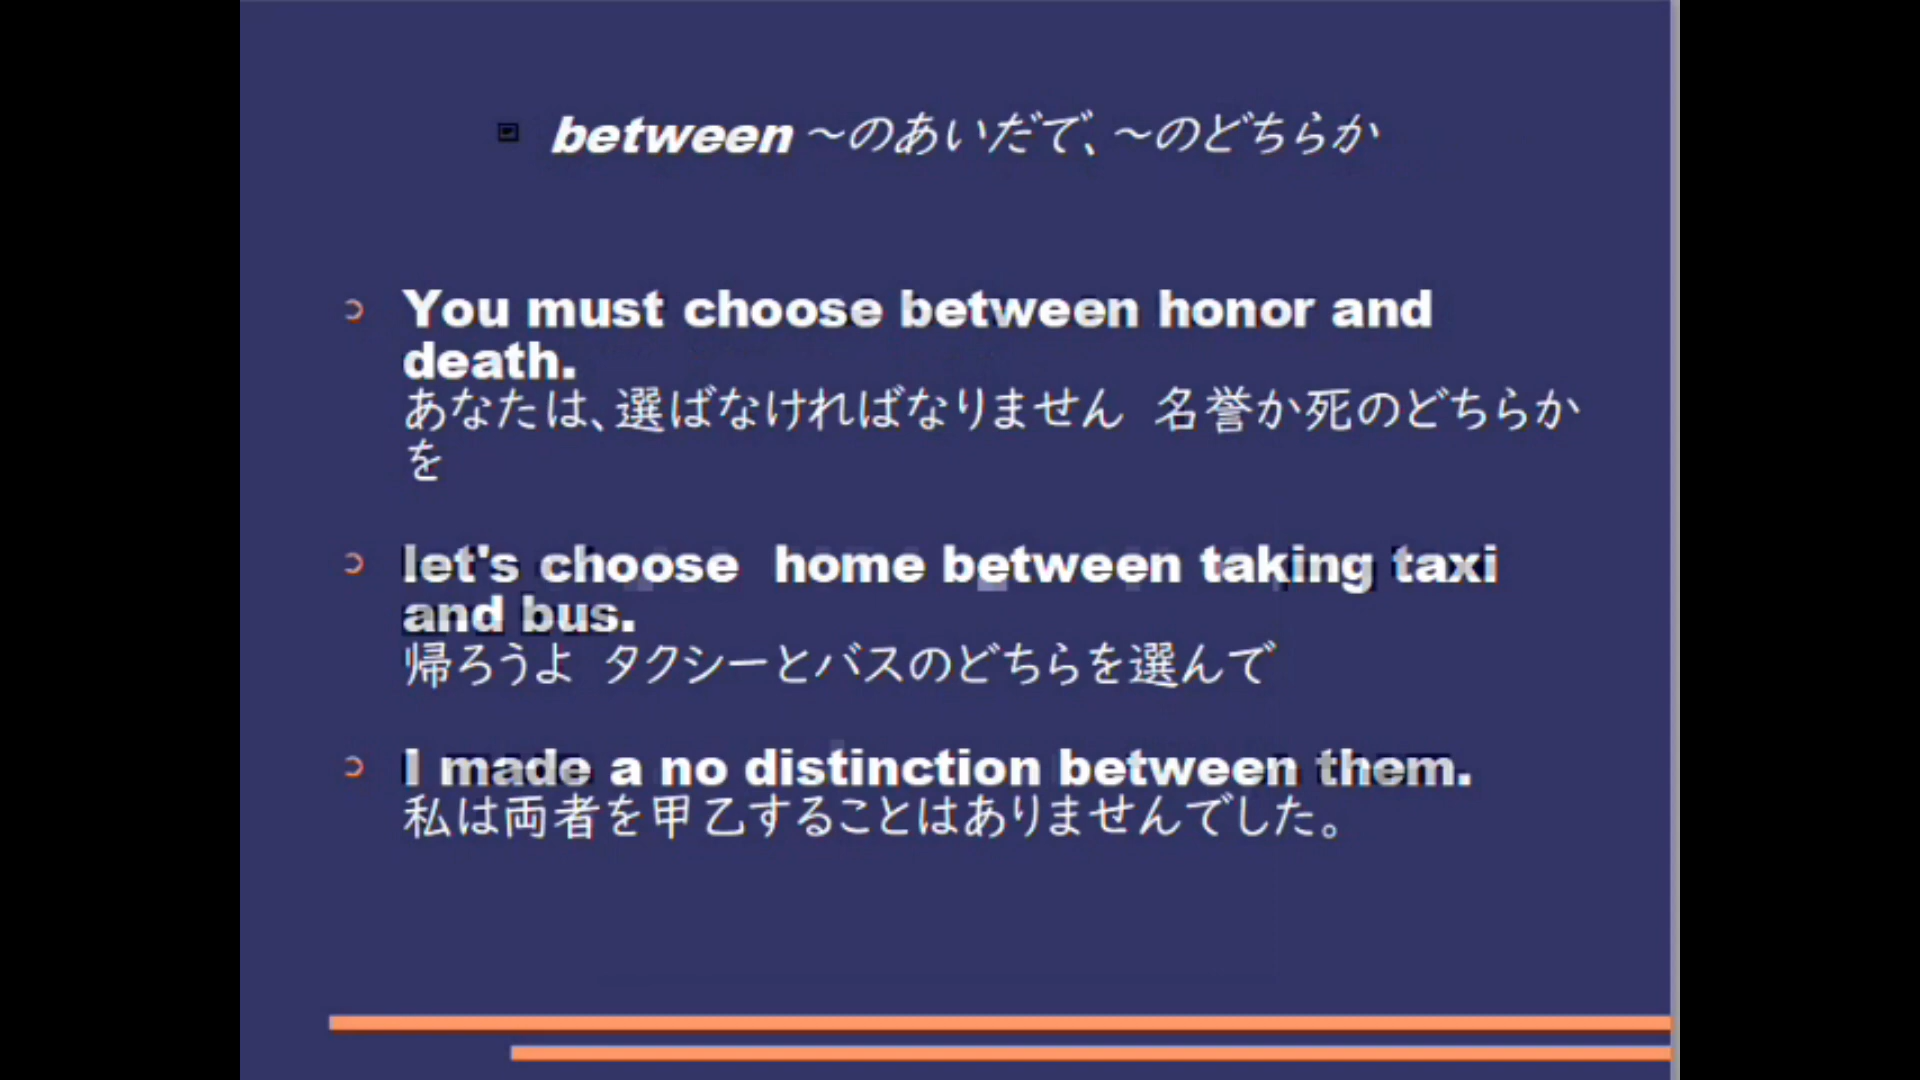 between ～のあいだで、～のどちらか
You must choose between honor and
death.
あなたは、選ばなければなりません 名誉か死のどちらか
を
let's choose  home between taking taxi
and bus.
帰ろうよ タクシーとバスのどちらを選んで
I made a no distinction between them.
私は両者を甲乙することはありませんでした。